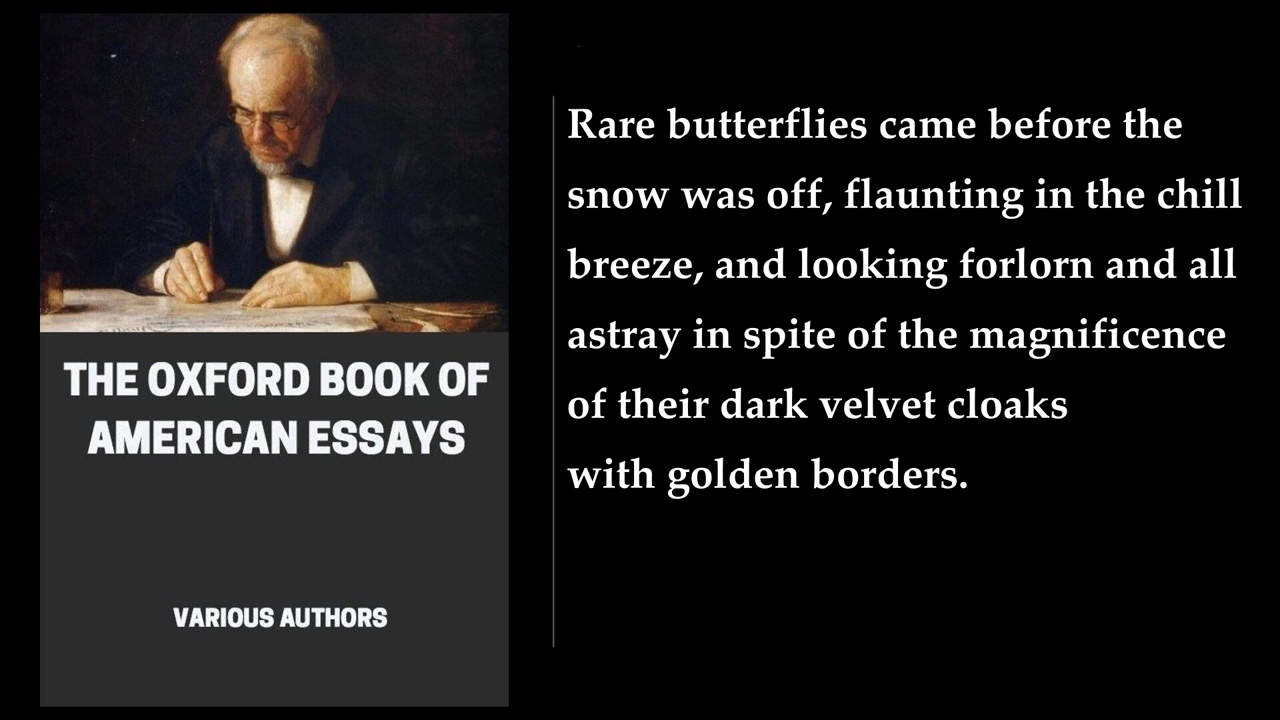 THE OXFORD BOOK OF
AMERICAN ESSAYS
VARIOUS AUTHORS
Rare butterflies came before the
snow was off, flaunting in the chill
breeze, and looking forlorn and all
astray in spite of the magnificence
of their dark velvet cloaks
with golden borders.